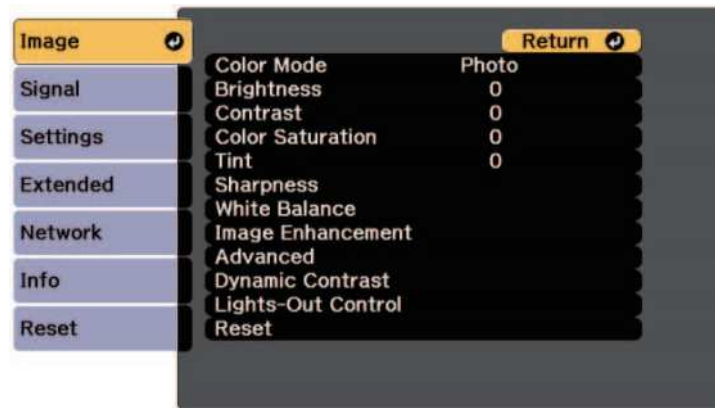 Image
Signal
Settings
Extended
Network
Info
Reset
Return
Color Mode Photo
Brightness 0
Contrast 0
Color Saturation 0
Tint 0
Sharpness
White Balance
Image Enhancement
Advanced
Dynamic Contrast
Lights-Out Control
Reset